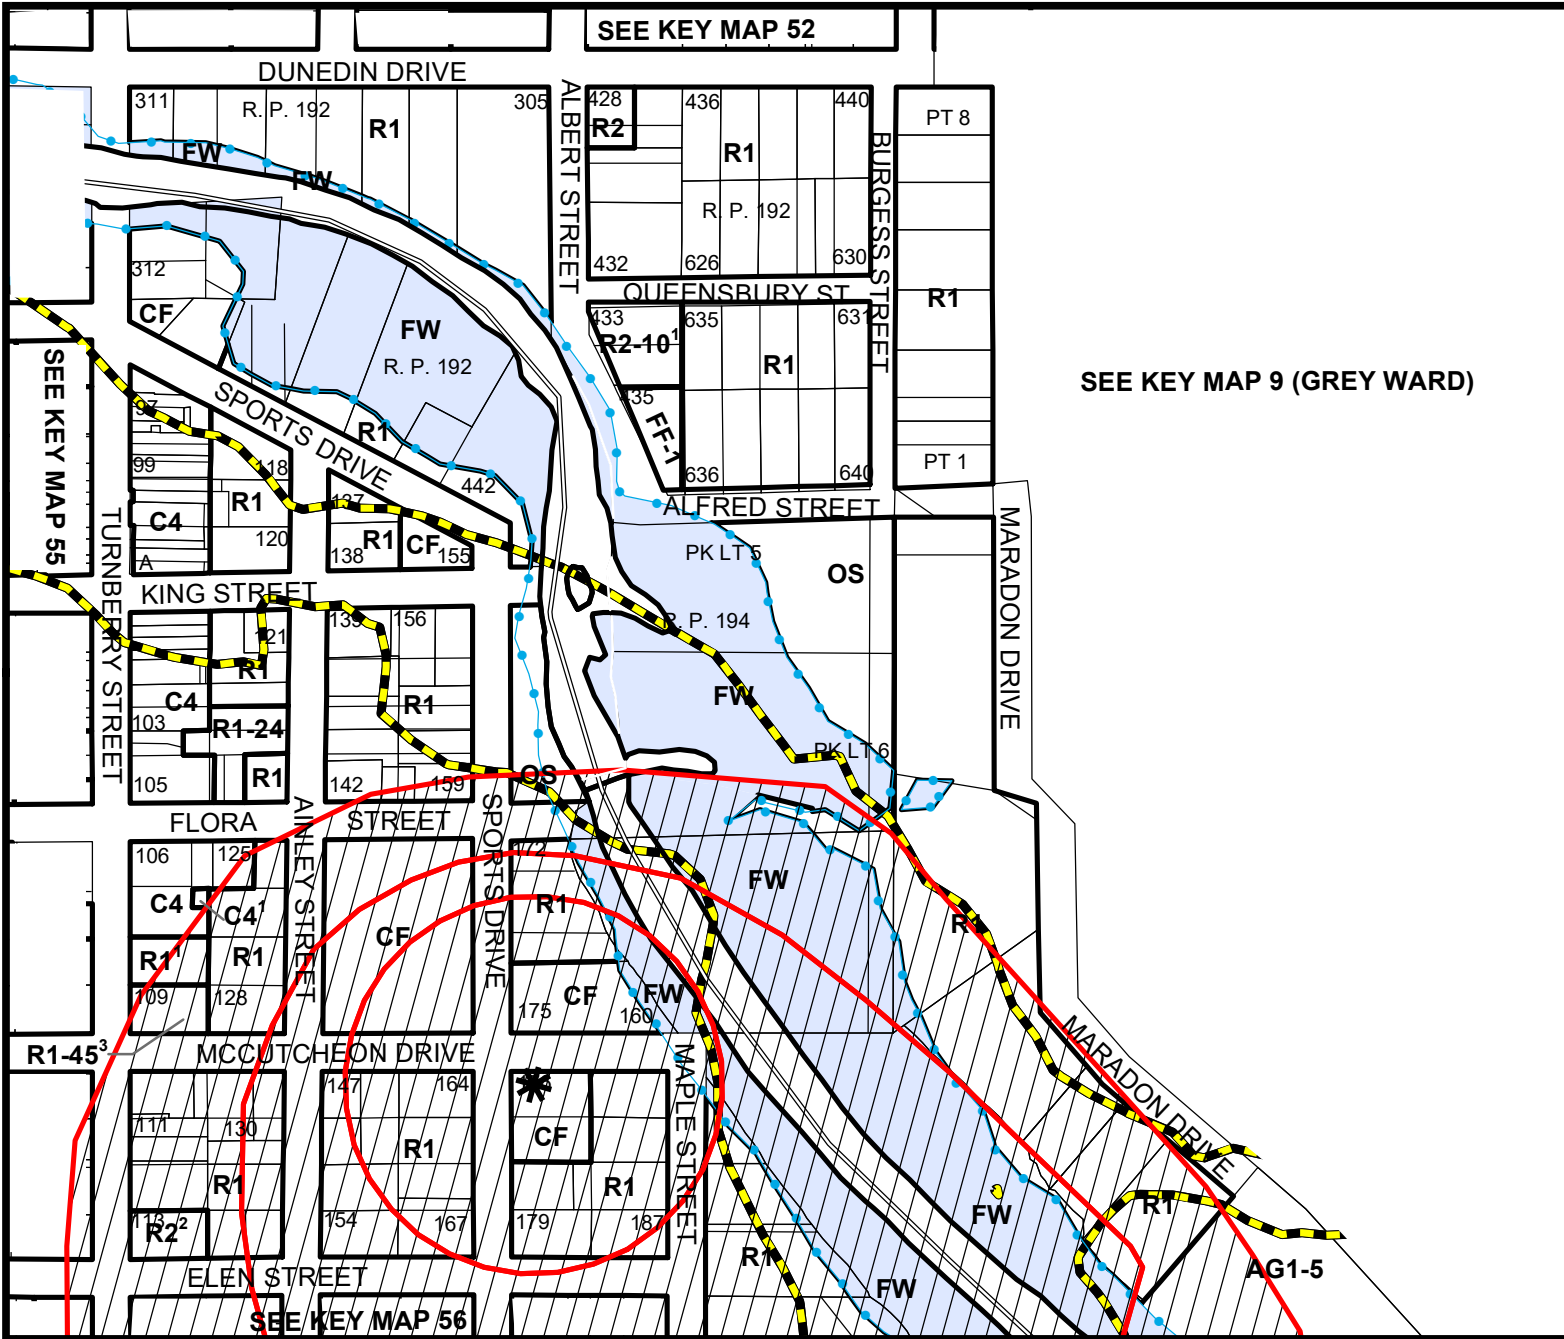 SEE KEY MAP 52
DUNEDIN DRIVE
311
R. P. 192
R1
305
ALBERT STREET
428
R2
436
440
R1
BURGESS STREET
PT 8
FW
FW
R. P. 192
312
432
626
630
QUEENSBURY ST
R1
CF
FW
R. P. 192
433
R2-10¹
635
631
R1
SEE KEY MAP 9 (GREY WARD)
SEE KEY MAP 55
SPORTS DRIVE
97
435
FF-1
R1
99
118
R1
442
636
640
PT 1
137
ALFRED STREET
C4
120
138
R1
CF
155
A
TURNBERRY STREET
PK LT 5
OS
MARADON DRIVE
KING STREET
121
139
156
R. P. 194
R1
C4
103
R1-24
R1
FW
105
R1
142
159
OS
PK LT 6
FLORA STREET
AINLEY STREET
SPORTS DRIVE
106
125
172
C4
C4¹
R1
FW
CF
R1
R1¹
R1
109
128
CF
FW
175
160
R1-45³
MCCUTCHEON DRIVE
MAPLE STREET
MARADON DRIVE
147
164
111
130
CF
R1
R1
R1
113
R2²
154
167
179
187
FW
R1
R1
ELEN STREET
AG1-5
FW
SEE KEY MAP 56